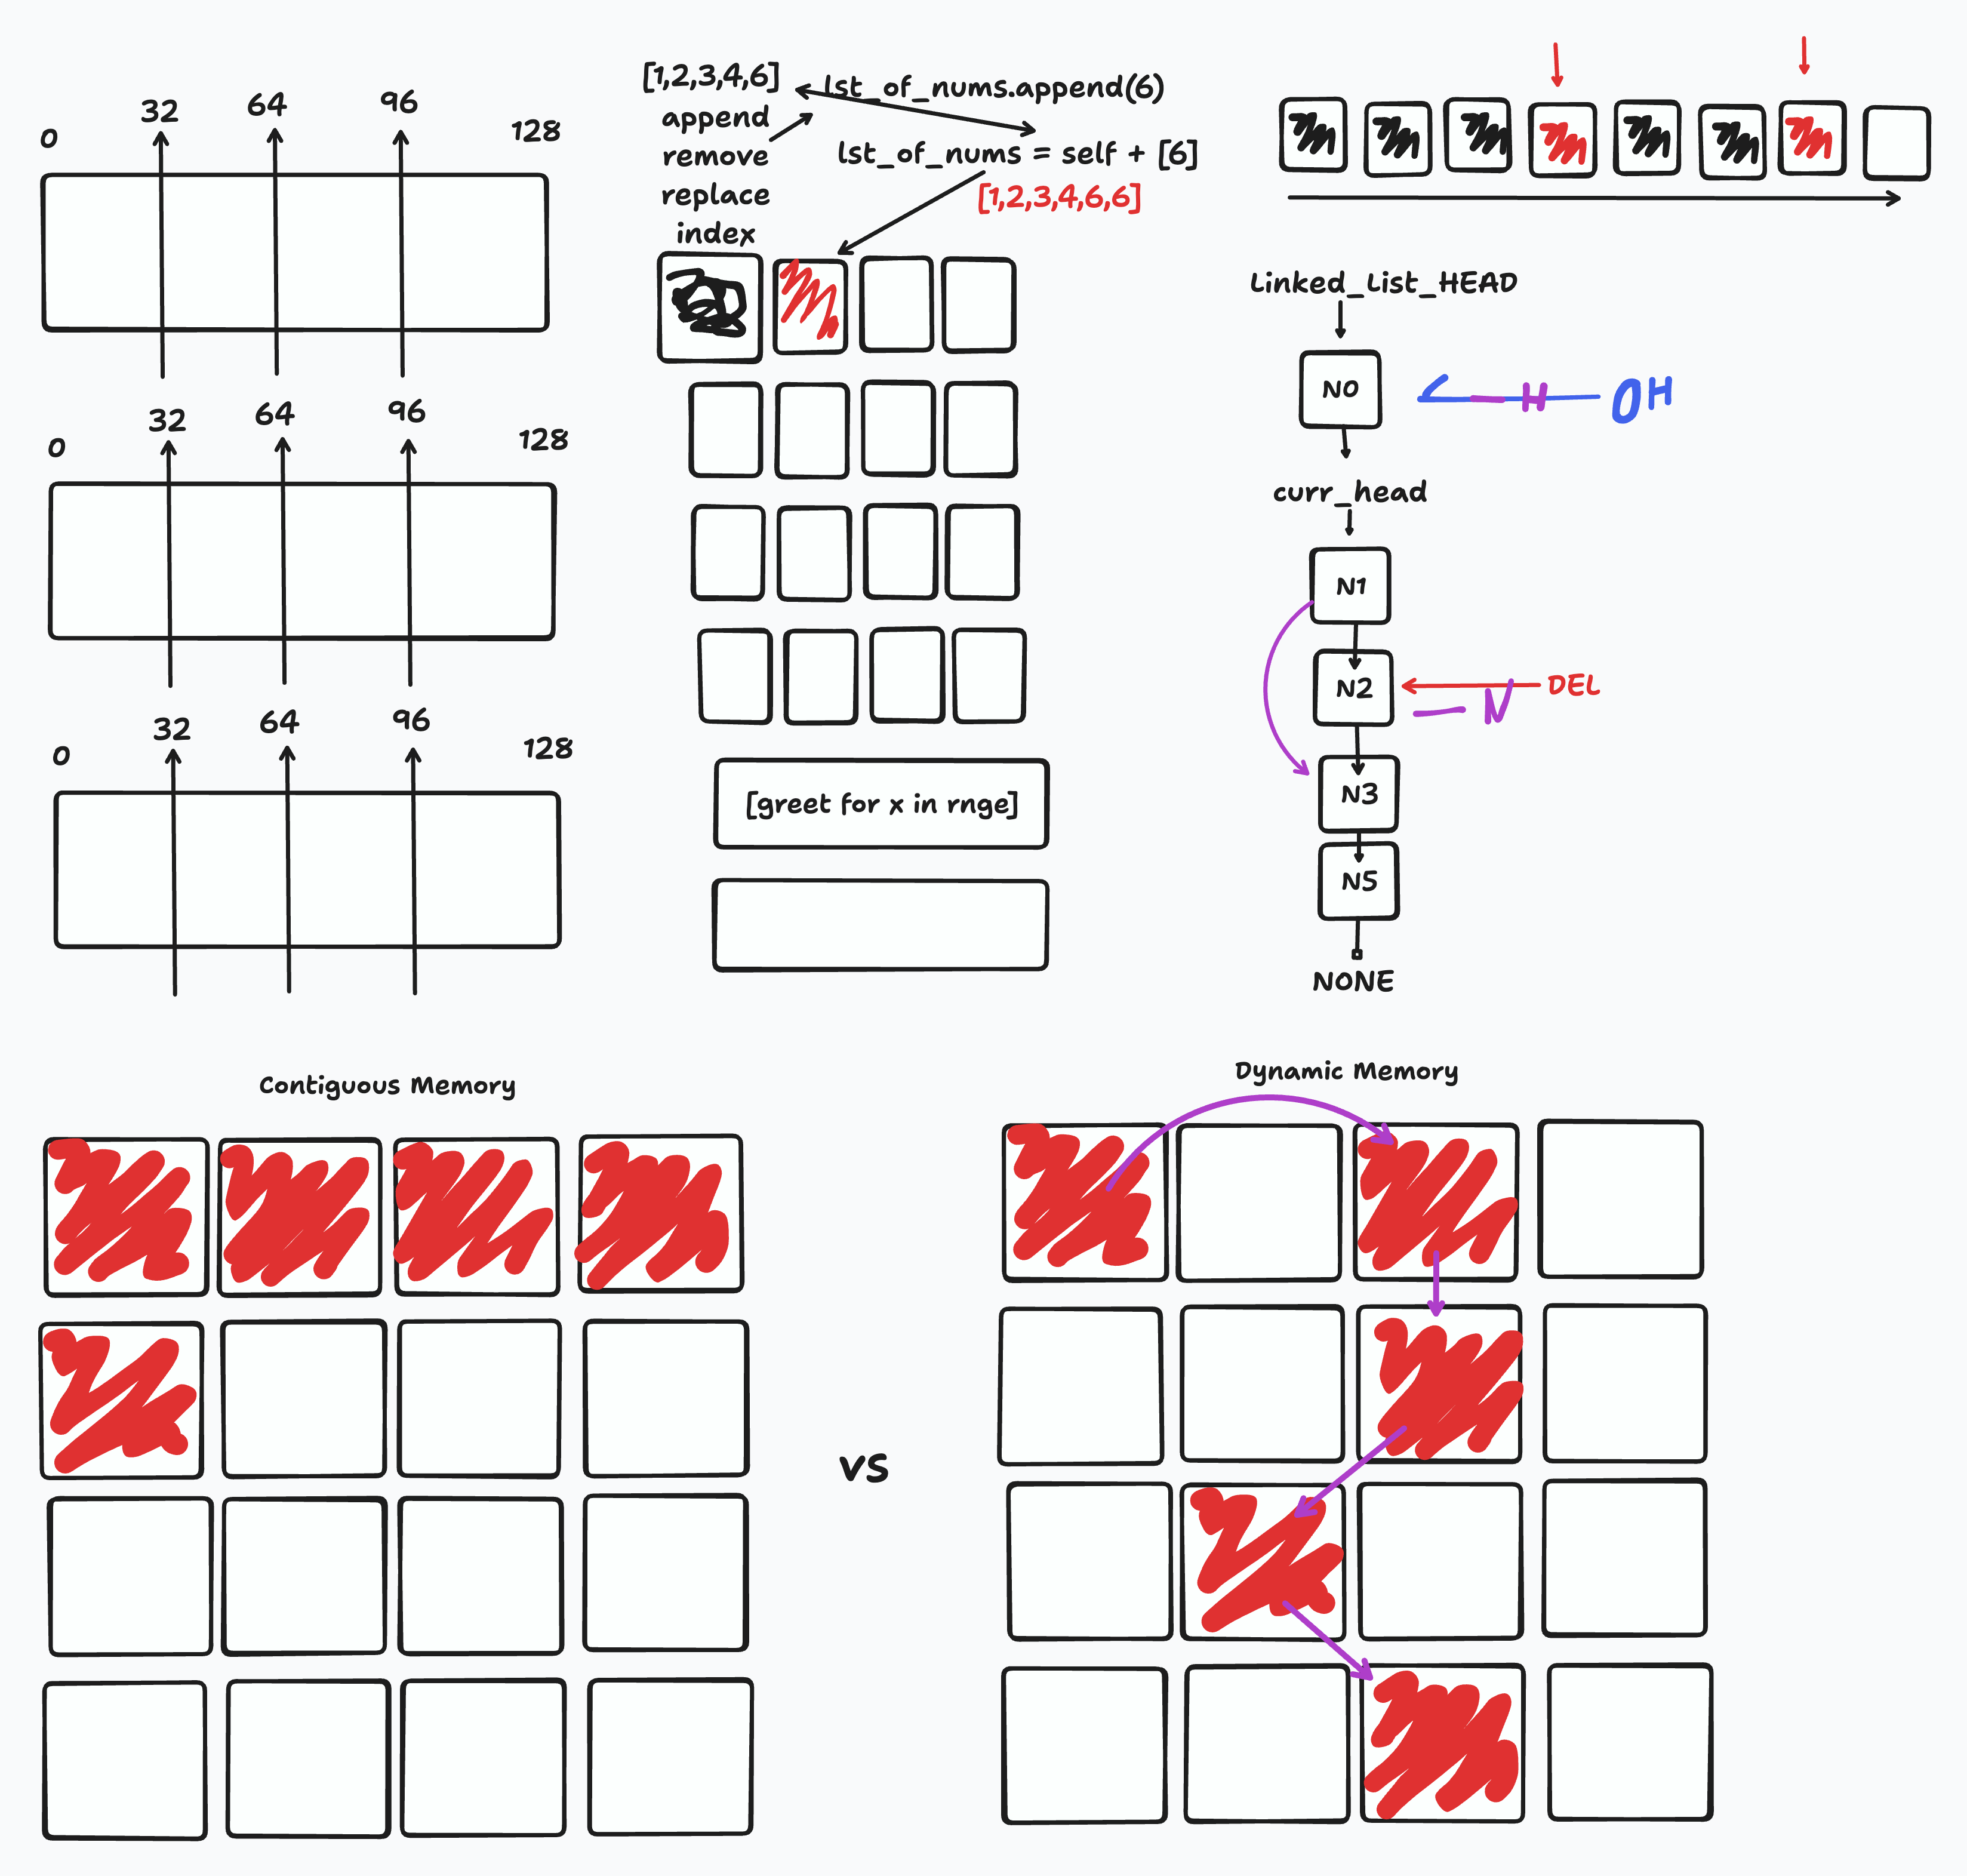 0
32
64
96
128
0
32
64
96
128
0
32
64
96
128
[1,2,3,4,6]
append
remove
replace
index
lst_of_nums.append(6)
lst_of_nums = self + [6]
[1,2,3,4,6,6]
[greet for x in rnge]
Linked_List_HEAD
N0
H
OH
curr_head
N1
N2
DEL
N
N3
N5
NONE
Contiguous Memory
vs
Dynamic Memory